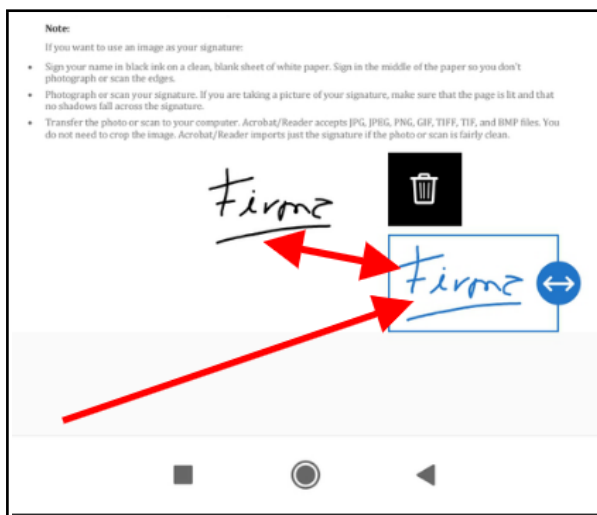 Note:
If you want to use an image as your signature:
• Sign your name in black ink on a clean, blank sheet of white paper. Sign in the middle of the paper so you don't
photograph or scan the edges.
• Photograph or scan your signature. If you are taking a picture of your signature, make sure that the page is lit and that
no shadows fall across the signature.
• Transfer the photo or scan to your computer. Acrobat/Reader accepts JPG, JPEG, PNG, GIF, TIFF, TIF, and BMP files. You
do not need to crop the image. Acrobat/Reader imports just the signature if the photo or scan is fairly clean.
Firma
Firma